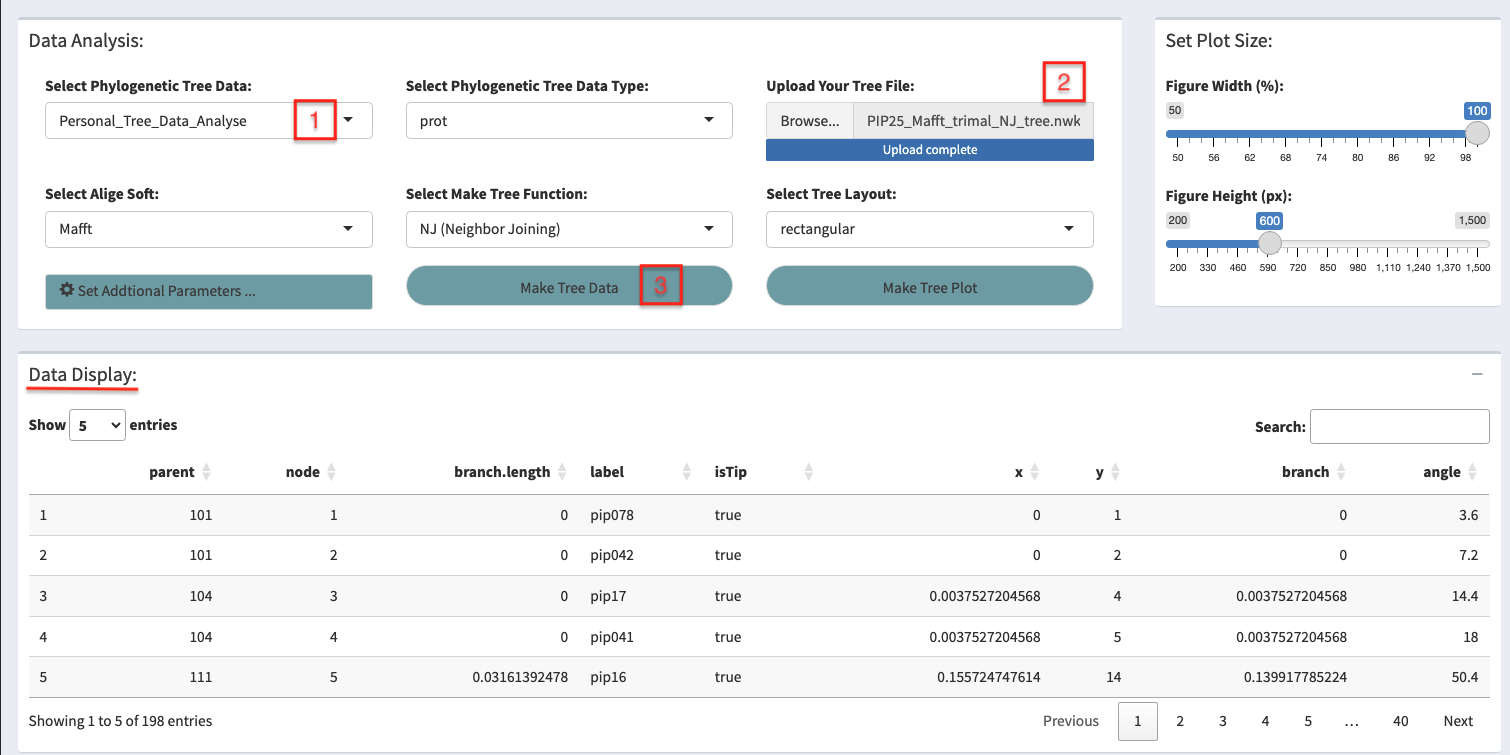 Data Analysis:
Set Plot Size:
Select Phylogenetic Tree Data:
Select Phylogenetic Tree Data Type:
Upload Your Tree File:
2
Personal_Tree_Data_Analyse
1
prot
Browse...
PIP25_Mafft_trimal_NJ_tree.nwk
Upload complete
Select Alige Soft:
Select Make Tree Function:
Select Tree Layout:
Mafft
NJ (Neighbor Joining)
rectangular
Set Addtional Parameters ...
Make Tree Data
3
Make Tree Plot
Figure Width (%):
50
100
50 56 62 68 74 80 86 92 98
Figure Height (px):
200
600
1,500
200 330 460 590 720 850 980 1,110 1,240 1,370 1,500
Data Display:
Show 5 entries
Search:
parent node branch.length label isTip x y branch angle
1 101 1 0 pip078 true 0 1 0 3.6
2 101 2 0 pip042 true 0 2 0 7.2
3 104 3 0 pip17 true 0.0037527204568 4 0.0037527204568 14.4
4 104 4 0 pip041 true 0.0037527204568 5 0.0037527204568 18
5 111 5 0.03161392478 pip16 true 0.155724747614 14 0.139917785224 50.4
Showing 1 to 5 of 198 entries
Previous 1 2 3 4 5 … 40 Next